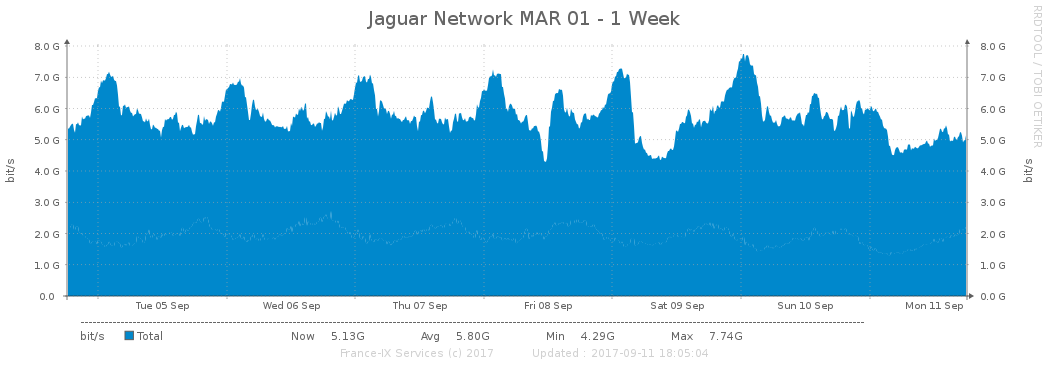 Jaguar Network MAR 01 - 1 Week
RRDTOOL / TOBI OETIKER
bit/s
8.0 G 8.0 G
7.0 G 7.0 G
6.0 G 6.0 G
5.0 G 5.0 G
4.0 G 4.0 G
3.0 G 3.0 G
2.0 G 2.0 G
1.0 G 1.0 G
0.0 0.0 G
bit/s
Tue 05 Sep Wed 06 Sep Thu 07 Sep Fri 08 Sep Sat 09 Sep Sun 10 Sep Mon 11 Sep
bit/s Total Now 5.13G Avg 5.80G Min 4.29G Max 7.74G
France-IX Services (c) 2017 Updated : 2017-09-11 18:05:04